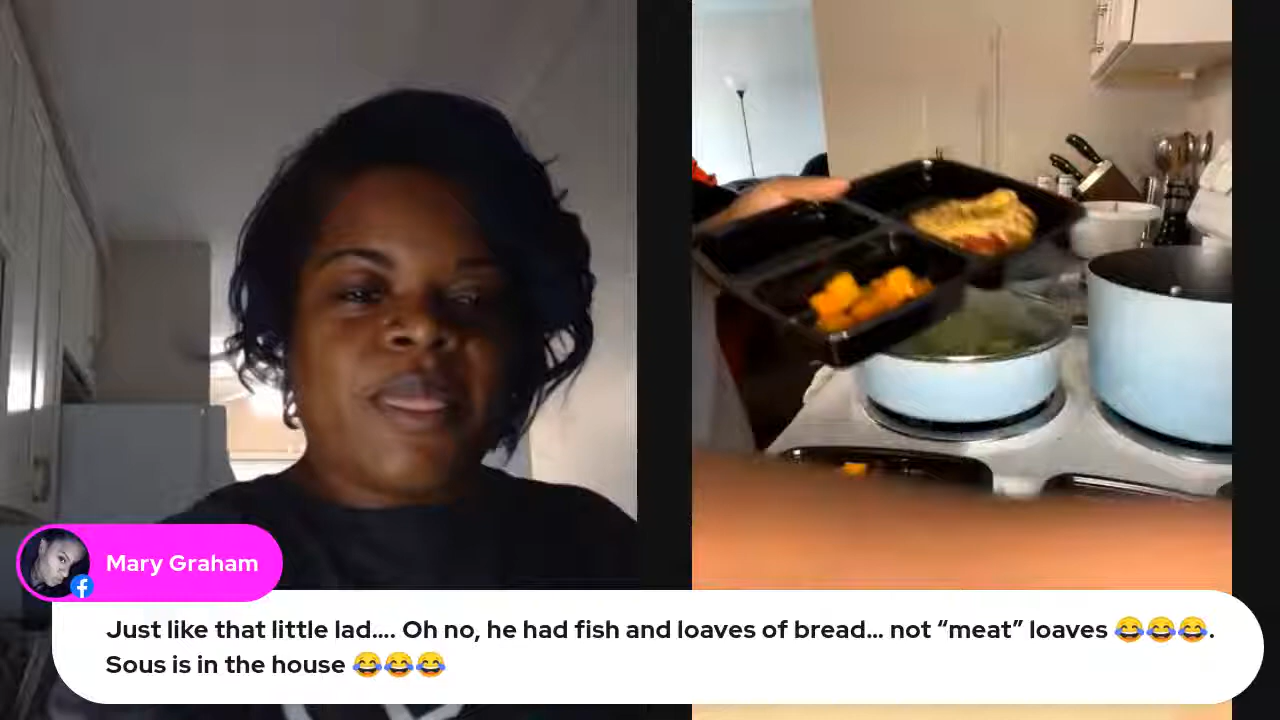 Mary Graham
Just like that little lad.... Oh no, he had fish and loaves of bread... not “meat” loaves 😂😂😂.
Sous is in the house 😂😂😂